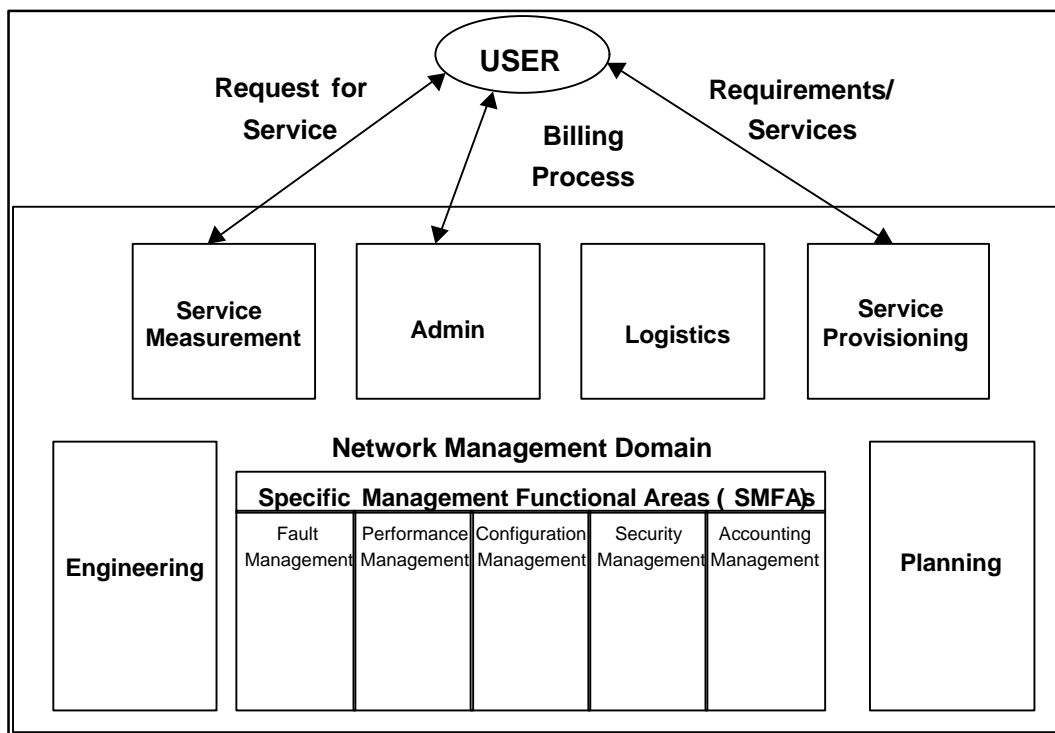 USER
Request for
Service
Billing
Process
Requirements/
Services
Service
Measurement
Admin
Logistics
Service
Provisioning
Network Management Domain
Engineering
Specific Management Functional Areas ( SMFA)s
Fault
Management
Performance
Management
Configuration
Management
Security
Management
Accounting
Management
Planning